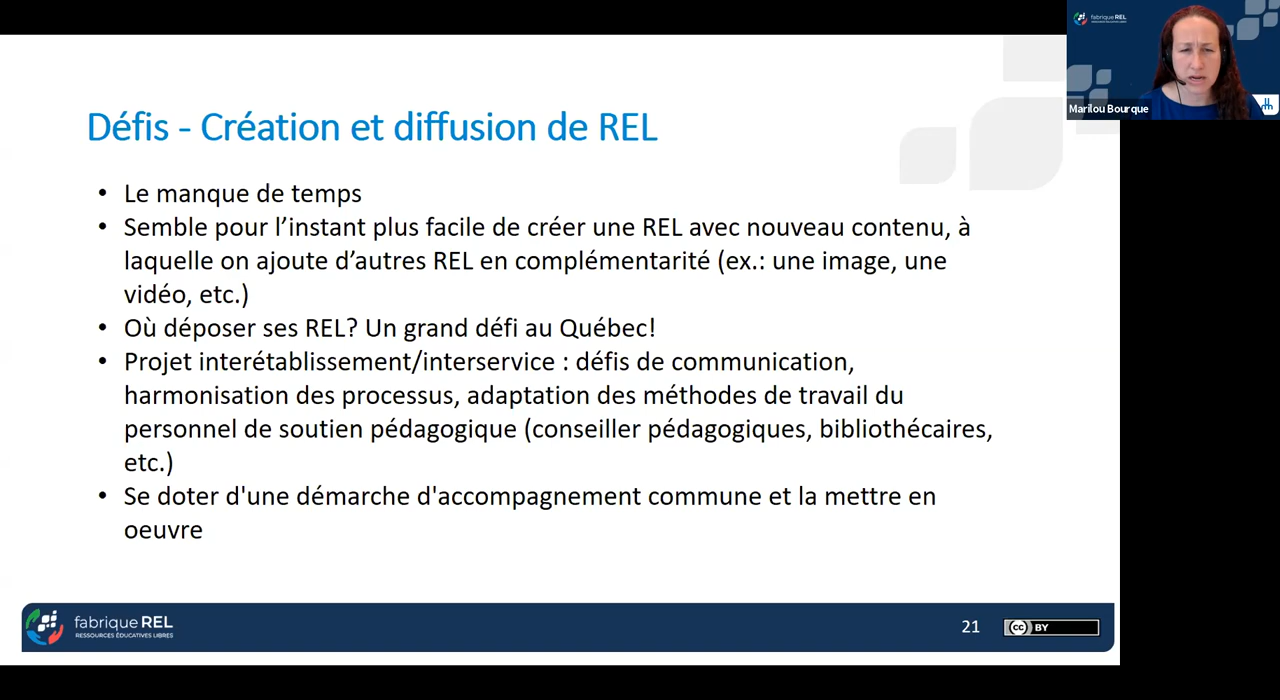 fabrique REL
Marilou Bourque
Défis - Création et diffusion de REL
• Le manque de temps
• Semble pour l’instant plus facile de créer une REL avec nouveau contenu, à
laquelle on ajoute d’autres REL en complémentarité (ex.: une image, une
vidéo, etc.)
• Où déposer ses REL? Un grand défi au Québec!
• Projet interétablissement/interservice : défis de communication,
harmonisation des processus, adaptation des méthodes de travail du
personnel de soutien pédagogique (conseiller pédagogiques, bibliothécaires,
etc.)
• Se doter d'une démarche d'accompagnement commune et la mettre en
oeuvre
fabrique REL
RESSOURCES ÉDUCATIVES LIBRES
21
cc BY